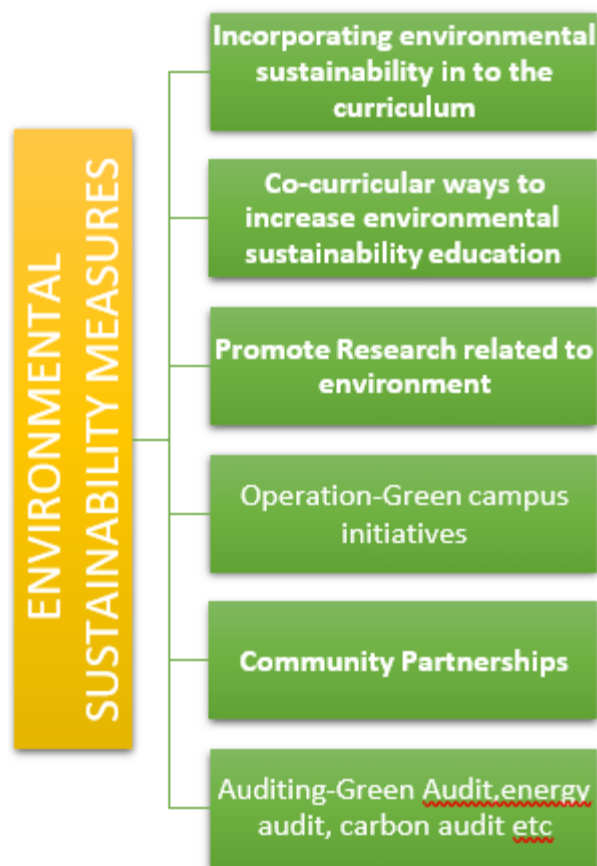 ENVIRONMENTAL
SUSTAINABILITY MEASURES
Incorporating environmental
sustainability in to the
curriculum
Co-curricular ways to
increase environmental
sustainability education
Promote Research related to
environment
Operation-Green campus
initiatives
Community Partnerships
Auditing-Green Audit,energy
audit, carbon audit etc